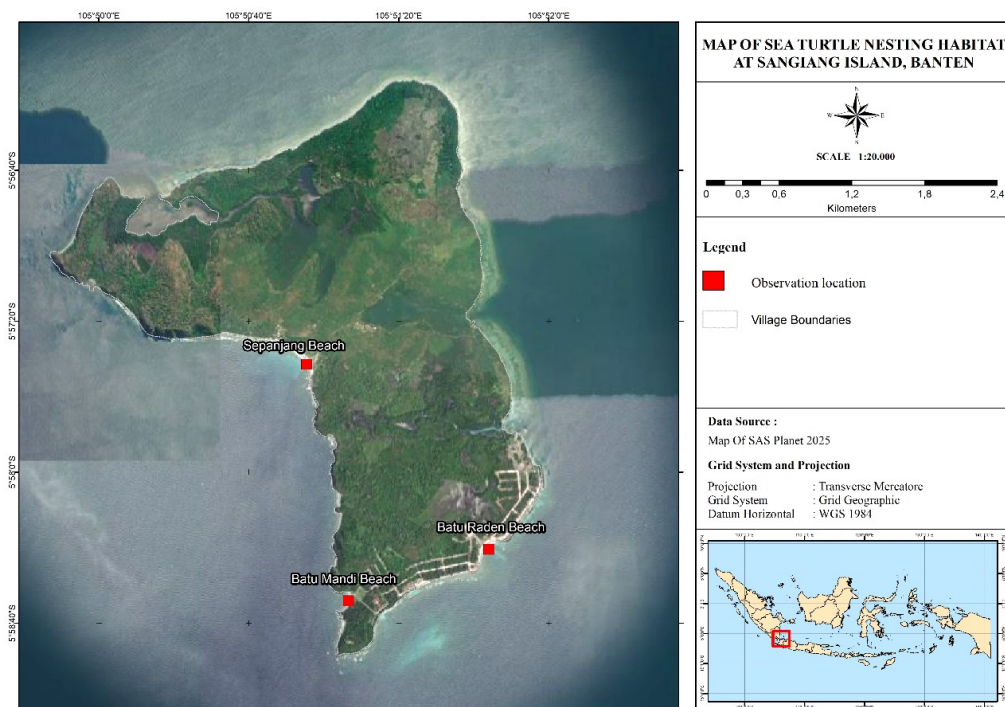 105°50'0"E 105°50'40"E 105°51'20"E 105°52'0"E
5°56'40"S
5°57'20"S
5°58'0"S
5°58'40"S
Sepanjang Beach
Batu Raden Beach
Batu Mandi Beach
MAP OF SEA TURTLE NESTING HABITAT
AT SANGIANG ISLAND, BANTEN
N
W E
S
SCALE 1:20.000
0 0,3 0,6 1,2 1,8 2,4
Kilometers
Legend
Observation location
Village Boundaries
Data Source :
Map Of SAS Planet 2025
Grid System and Projection
Projection : Transverse Mercatore
Grid System : Grid Geographic
Datum Horizontal : WGS 1984